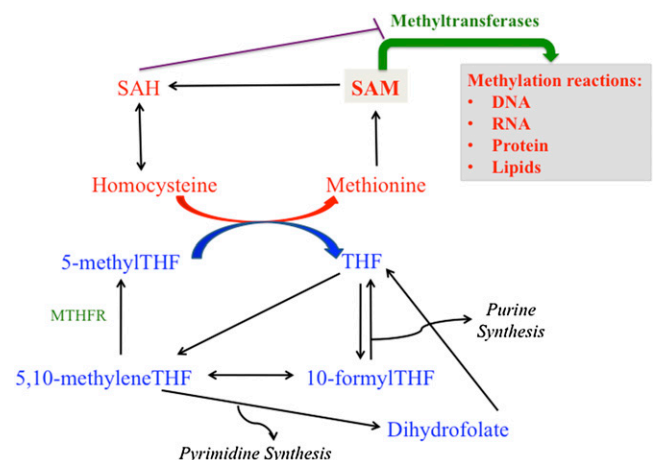 Methyltransferases
SAH
SAM
Methylation reactions:
• DNA
• RNA
• Protein
• Lipids
Homocysteine
Methionine
5-methylTHF
THF
MTHFR
Purine
Synthesis
5,10-methyleneTHF
10-formylTHF
Dihydrofolate
Pyrimidine Synthesis